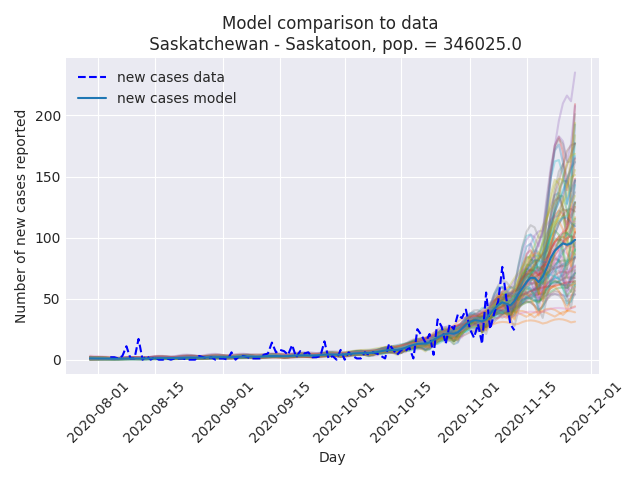 Model comparison to data
Saskatchewan - Saskatoon, pop. = 346025.0
new cases data
new cases model
Number of new cases reported
200
150
100
50
0
2020-08-01
2020-08-15
2020-09-01
2020-09-15
2020-10-01
2020-10-15
2020-11-01
2020-11-15
2020-12-01
Day